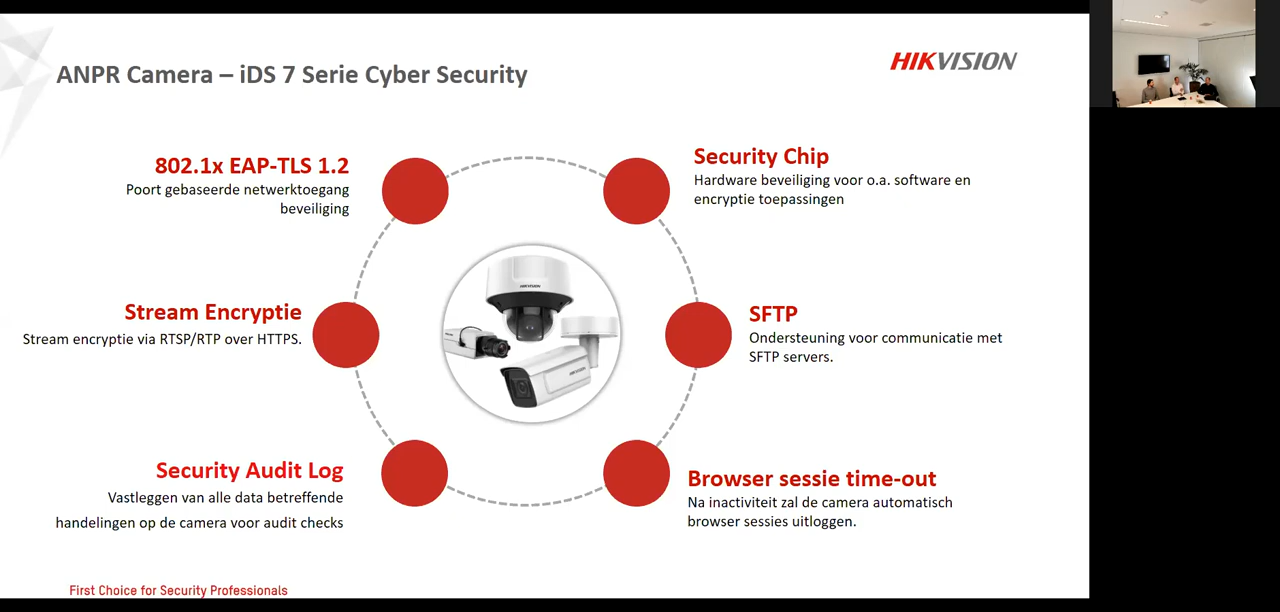 ANPR Camera – iDS 7 Serie Cyber Security
HIKVISION
802.1x EAP-TLS 1.2
Poort gebaseerde netwerktoegang
beveiliging
Security Chip
Hardware beveiliging voor o.a. software en
encryptie toepassingen
Stream Encryptie
Stream encryptie via RTSP/RTP over HTTPS.
HIKVISION
SFTP
Ondersteuning voor communicatie met
SFTP servers.
Security Audit Log
Vastleggen van alle data betreffende
handelingen op de camera voor audit checks
Browser sessie time-out
Na inactiviteit zal de camera automatisch
browser sessies uitloggen.
First Choice for Security Professionals